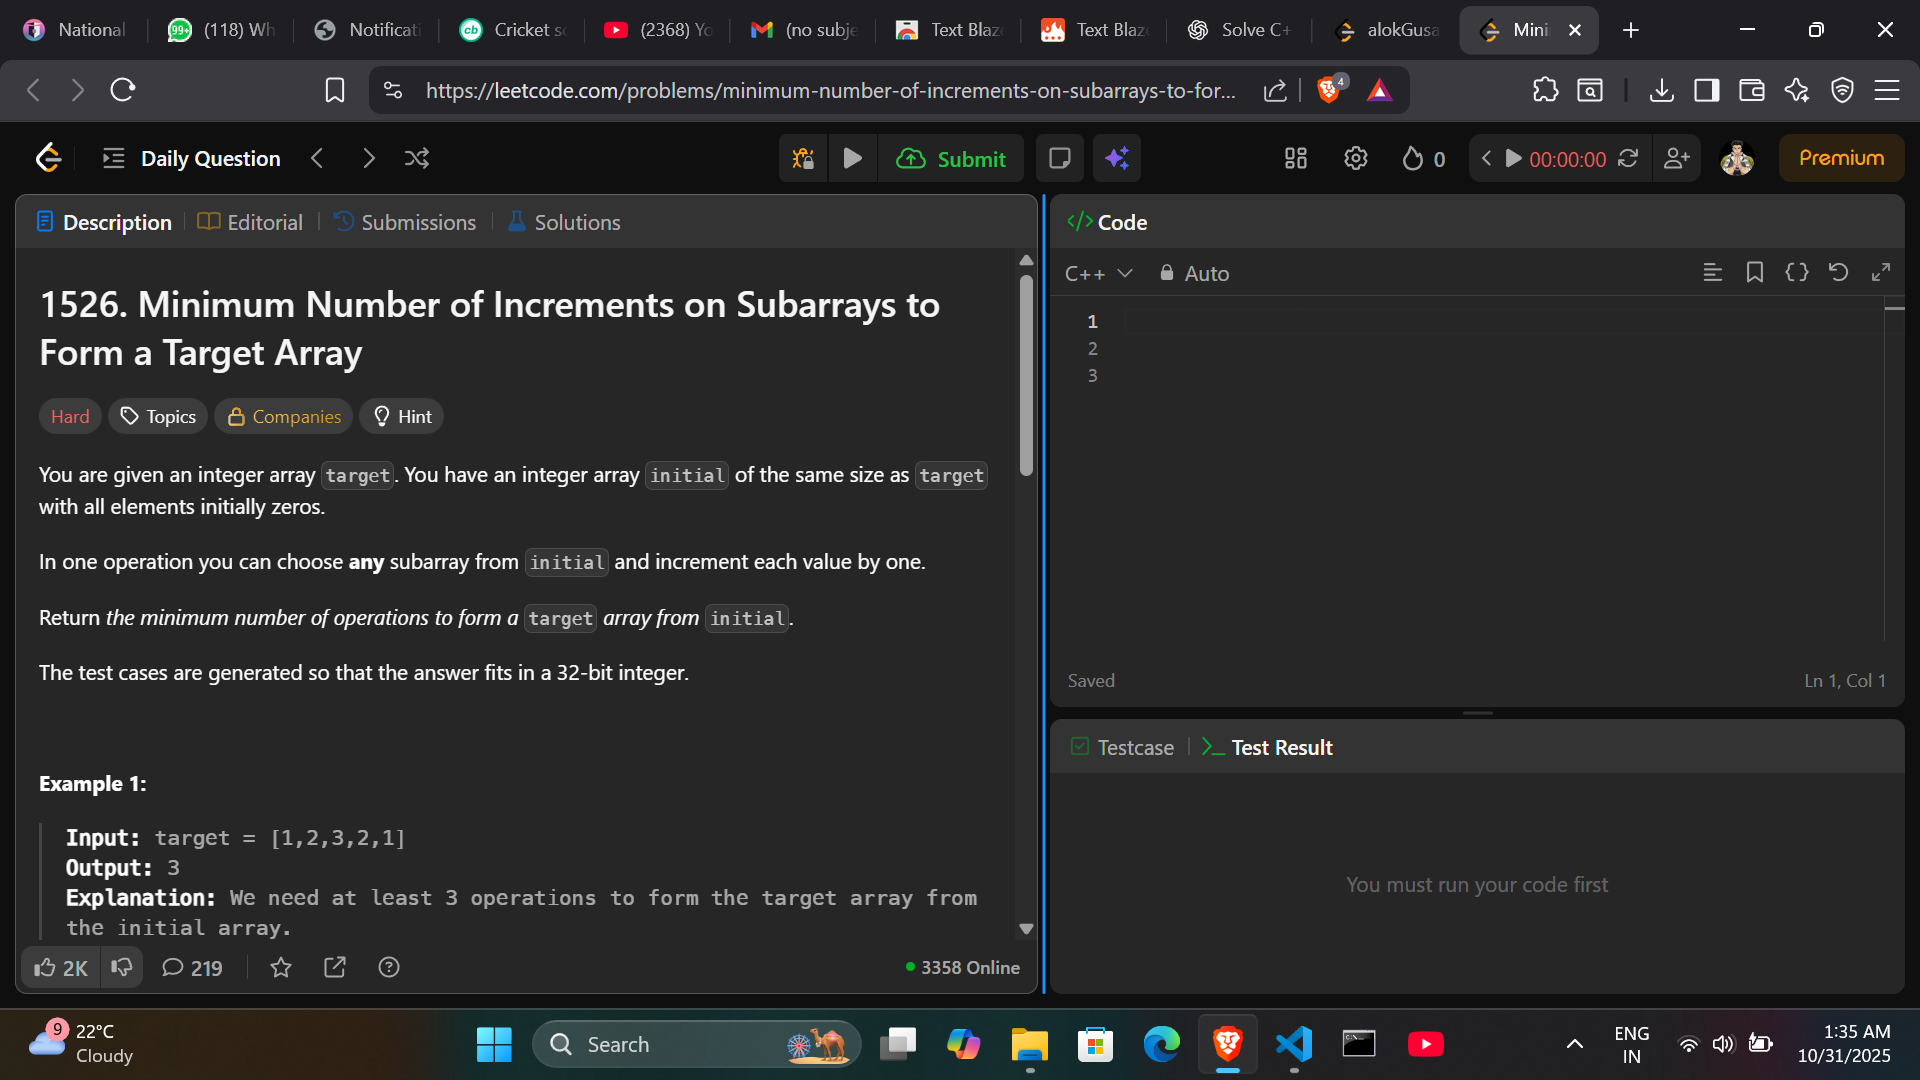 National
99+ (118) Wh
Notificati
cb Cricket sc
(2368) Yo
(no subje
Text Blaz
Text Blaz
Solve C+
alokGusa
Mini
https://leetcode.com/problems/minimum-number-of-increments-on-subarrays-to-for...
4
Daily Question
Submit
0
00:00:00
Premium
Description
Editorial
Submissions
Solutions
1526. Minimum Number of Increments on Subarrays to
Form a Target Array
Hard Topics Companies Hint
You are given an integer array target. You have an integer array initial of the same size as target
with all elements initially zeros.
In one operation you can choose any subarray from initial and increment each value by one.
Return the minimum number of operations to form a target array from initial.
The test cases are generated so that the answer fits in a 32-bit integer.
Example 1:
Input: target = [1,2,3,2,1]
Output: 3
Explanation: We need at least 3 operations to form the target array from
the initial array.
2K 219 3358 Online
</> Code
C++ Auto
1
2
3
Saved Ln 1, Col 1
Testcase >_ Test Result
You must run your code first
9 22°C
Cloudy
Search
ENG
IN
1:35 AM
10/31/2025